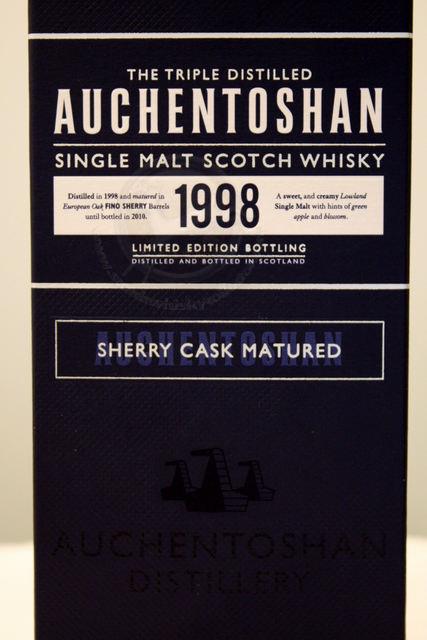 THE TRIPLE DISTILLED
AUCHENTOSHAN
SINGLE MALT SCOTCH WHISKY
Distilled in 1998 and matured in
European Oak FINO SHERRY Barrels
until bottled in 2010.
1998
A sweet, and creamy Lowland
Single Malt with hints of green
apple and blossom.
LIMITED EDITION BOTTLING
DISTILLED AND BOTTLED IN SCOTLAND
AUCHENTOSHAN
SHERRY CASK MATURED
AUCHENTOSHAN
DISTILLERY